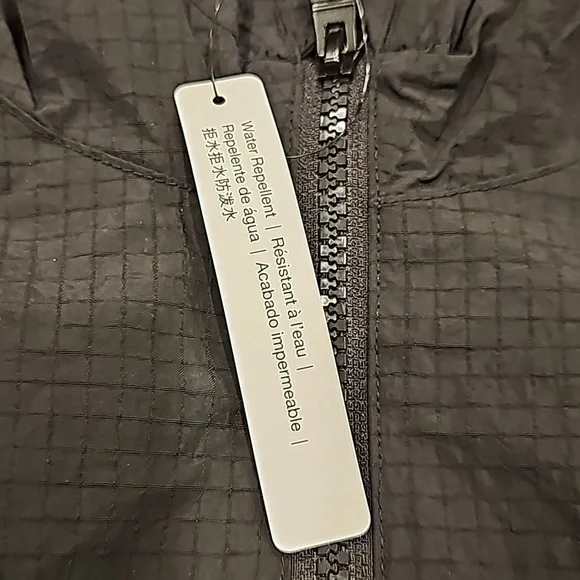 Water Repellent | Résistant à l'eau |
Repelente de água | Acabado impermeable |
拒水拒水防泼水